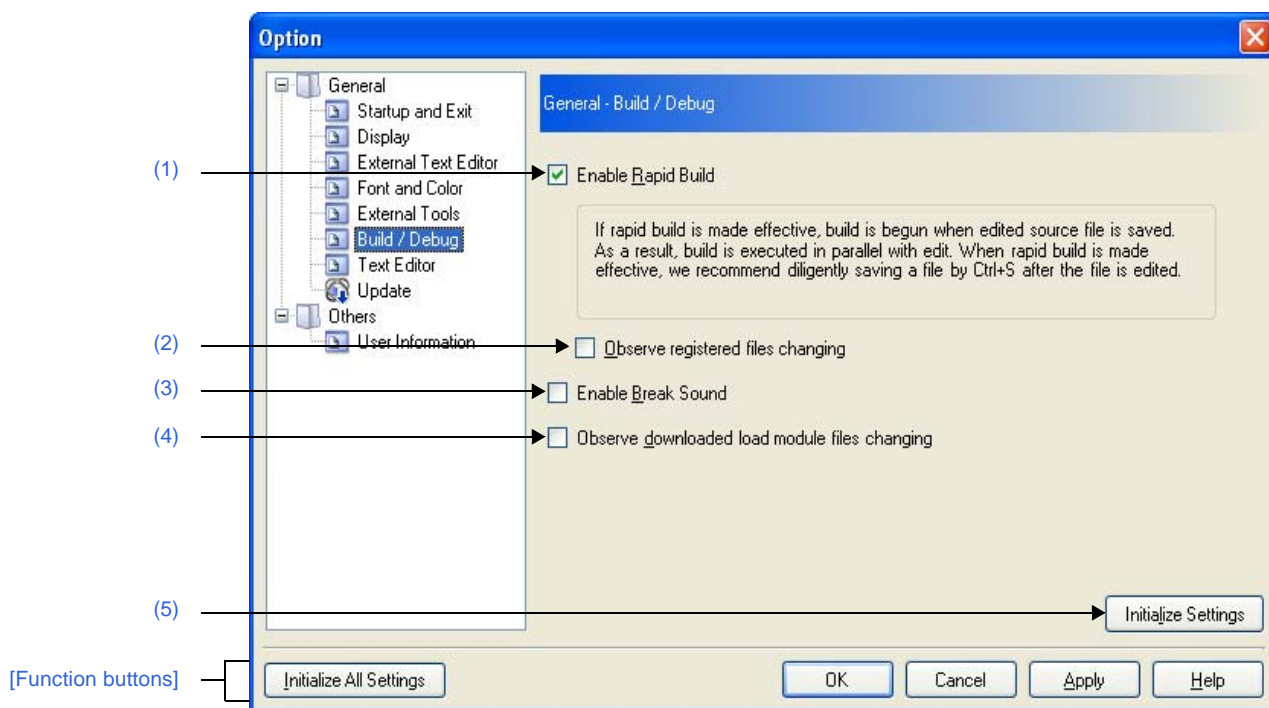 Option
General
Startup and Exit
Display
External Text Editor
Font and Color
External Tools
Build / Debug
Text Editor
Update
Others
User Information
General - Build / Debug
(1)
Enable Rapid Build
If rapid build is made effective, build is begun when edited source file is saved.
As a result, build is executed in parallel with edit. When rapid build is made
effective, we recommend diligently saving a file by Ctrl+S after the file is edited.
(2)
Observe registered files changing
(3)
Enable Break Sound
(4)
Observe downloaded load module files changing
(5)
Initialize Settings
[Function buttons]
Initialize All Settings
OK
Cancel
Apply
Help